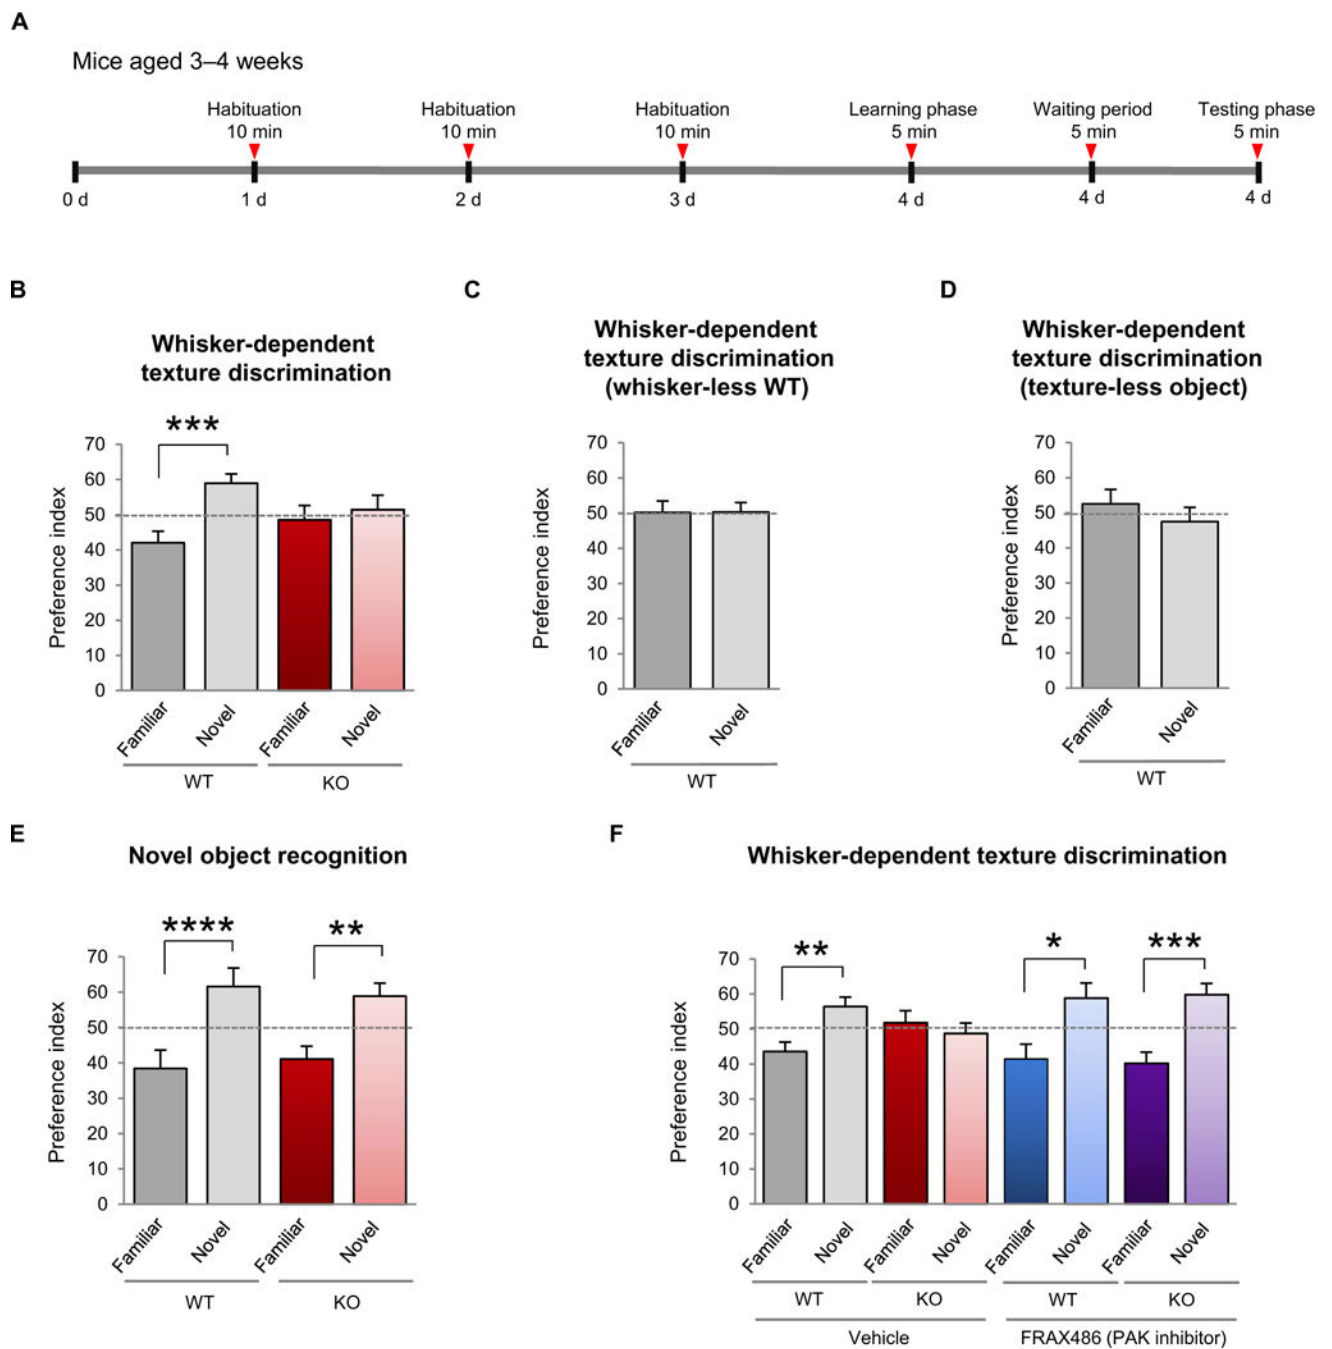 A
Mice aged 3–4 weeks
Habituation Habituation Habituation Learning phase Waiting period Testing phase
10 min 10 min 10 min 5 min 5 min 5 min
0 d 1 d 2 d 3 d 4 d 4 d 4 d
B
Whisker-dependent
texture discrimination
***
Preference index
70
60
50
40
30
20
10
0
Familiar Novel Familiar Novel
WT KO
C
Whisker-dependent
texture discrimination
(whisker-less WT)
Preference index
70
60
50
40
30
20
10
0
Familiar Novel
WT
D
Whisker-dependent
texture discrimination
(texture-less object)
Preference index
70
60
50
40
30
20
10
0
Familiar Novel
WT
E
Novel object recognition
**** **
Preference index
70
60
50
40
30
20
10
0
Familiar Novel Familiar Novel
WT KO
F
Whisker-dependent texture discrimination
** * ***
Preference index
70
60
50
40
30
20
10
0
Familiar Novel Familiar Novel Familiar Novel Familiar Novel
WT KO WT KO
Vehicle FRAX486 (PAK inhibitor)